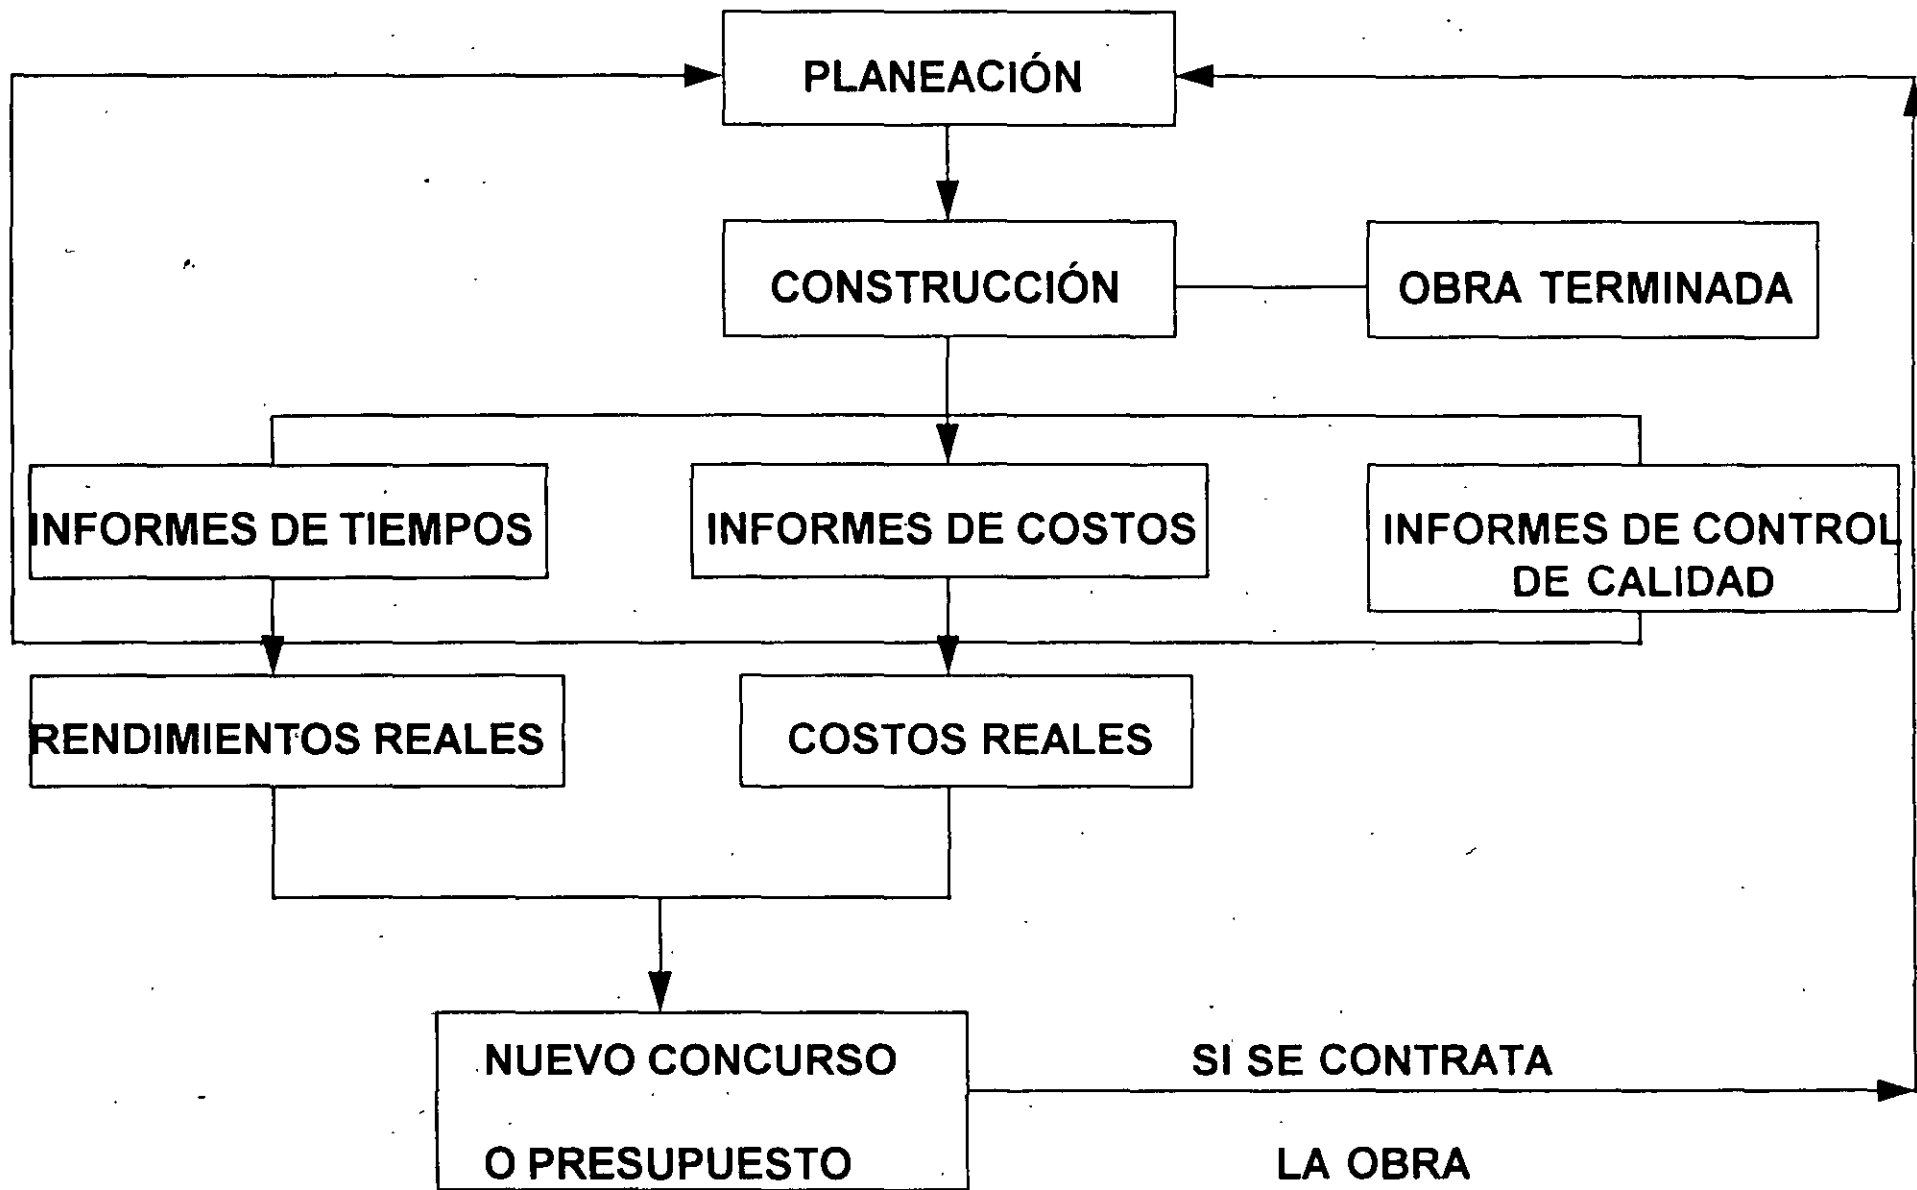 PLANEACIÓN
CONSTRUCCIÓN
OBRA TERMINADA
INFORMES DE TIEMPOS
INFORMES DE COSTOS
INFORMES DE CONTROL
DE CALIDAD
RENDIMIENTOS REALES
COSTOS REALES
NUEVO CONCURSO
O PRESUPUESTO
SI SE CONTRATA
LA OBRA